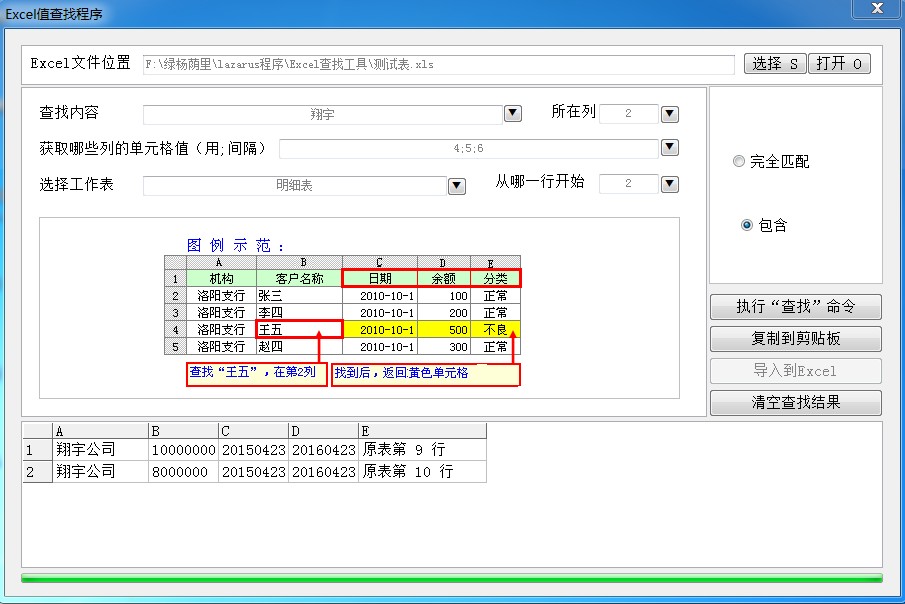 Excel值查找程序
X
Excel文件位置 F:\绿杨荫里\lazarus程序\Excel查找工具\测试表.xls 选择 S 打开 O
查找内容 翔宇 所在列 2
获取哪些列的单元格值（用;间隔） 4;5;6
选择工作表 明细表 从哪一行开始 2
完全匹配
包含
图 例 示 范 ：
A B C D E
1 机构 客户名称 日期 余额 分类
2 洛阳支行 张三 2010-10-1 100 正常
3 洛阳支行 李四 2010-10-1 200 正常
4 洛阳支行 王五 2010-10-1 500 不良
5 洛阳支行 赵四 2010-10-1 300 正常
查找“王五”，在第2列 找到后，返回黄色单元格
执行“查找”命令
复制到剪贴板
导入到Excel
清空查找结果
A B C D E
1 翔宇公司 10000000 20150423 20160423 原表第 9 行
2 翔宇公司 8000000 20150423 20160423 原表第 10 行